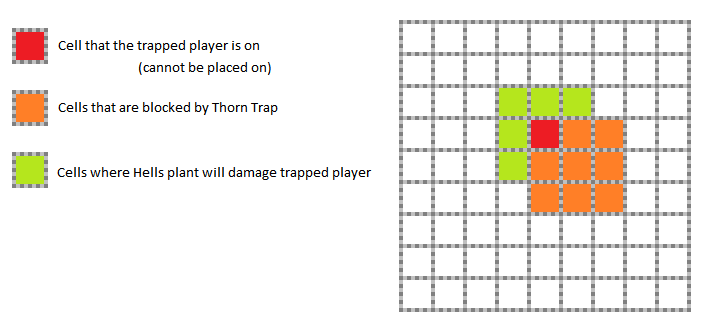 Cell that the trapped player is on
(cannot be placed on)
Cells that are blocked by Thorn Trap
Cells where Hells plant will damage trapped player